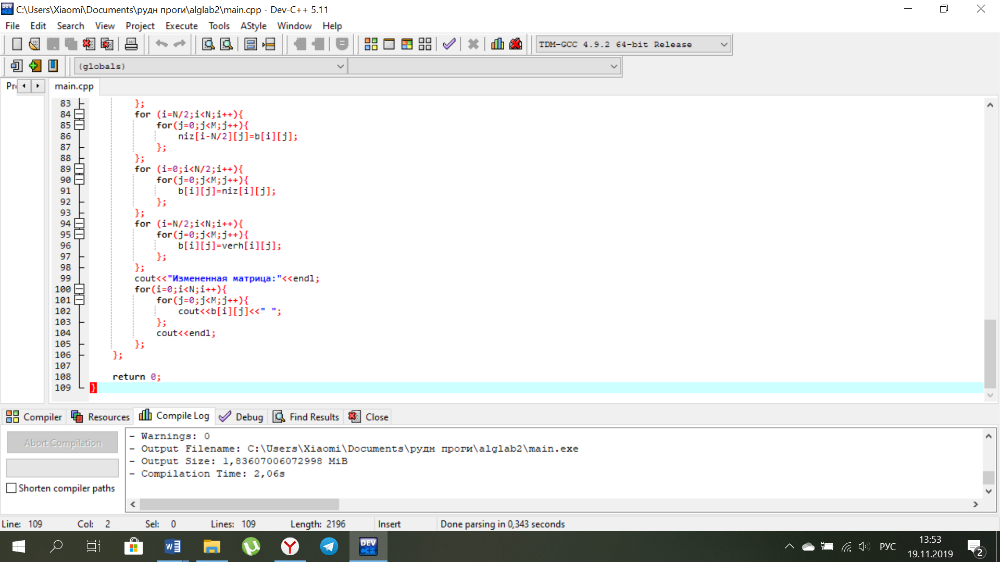 C:\Users\Xiaomi\Documents\рудн проги\alglab2\main.cpp - Dev-C++ 5.11
File Edit Search View Project Execute Tools AStyle Window Help
TDM-GCC 4.9.2 64-bit Release
(globals)
main.cpp
83 };
84 for (i=N/2;i<N;i++){
85 for(j=0;j<M;j++){
86 niz[i-N/2][j]=b[i][j];
87 };
88 };
89 for (i=0;i<N/2;i++){
90 for(j=0;j<M;j++){
91 b[i][j]=niz[i][j];
92 };
93 };
94 for (i=N/2;i<N;i++){
95 for(j=0;j<M;j++){
96 b[i][j]=verh[i][j];
97 };
98 };
99 cout<<"Измененная матрица:"<<endl;
100 for(i=0;i<N;i++){
101 for(j=0;j<M;j++){
102 cout<<b[i][j]<<" ";
103 };
104 cout<<endl;
105 };
106 };
107
108 return 0;
109 }
Compiler Resources Compile Log Debug Find Results Close
Abort Compilation
Shorten compiler paths
- Warnings: 0
- Output Filename: C:\Users\Xiaomi\Documents\рудн проги\alglab2\main.exe
- Output Size: 1,83607006072998 MiB
- Compilation Time: 2,06s
Line: 109 Col: 2 Sel: 0 Lines: 109 Length: 2196 Insert Done parsing in 0,343 seconds
DEV C++
РУС
13:53
19.11.2019
2